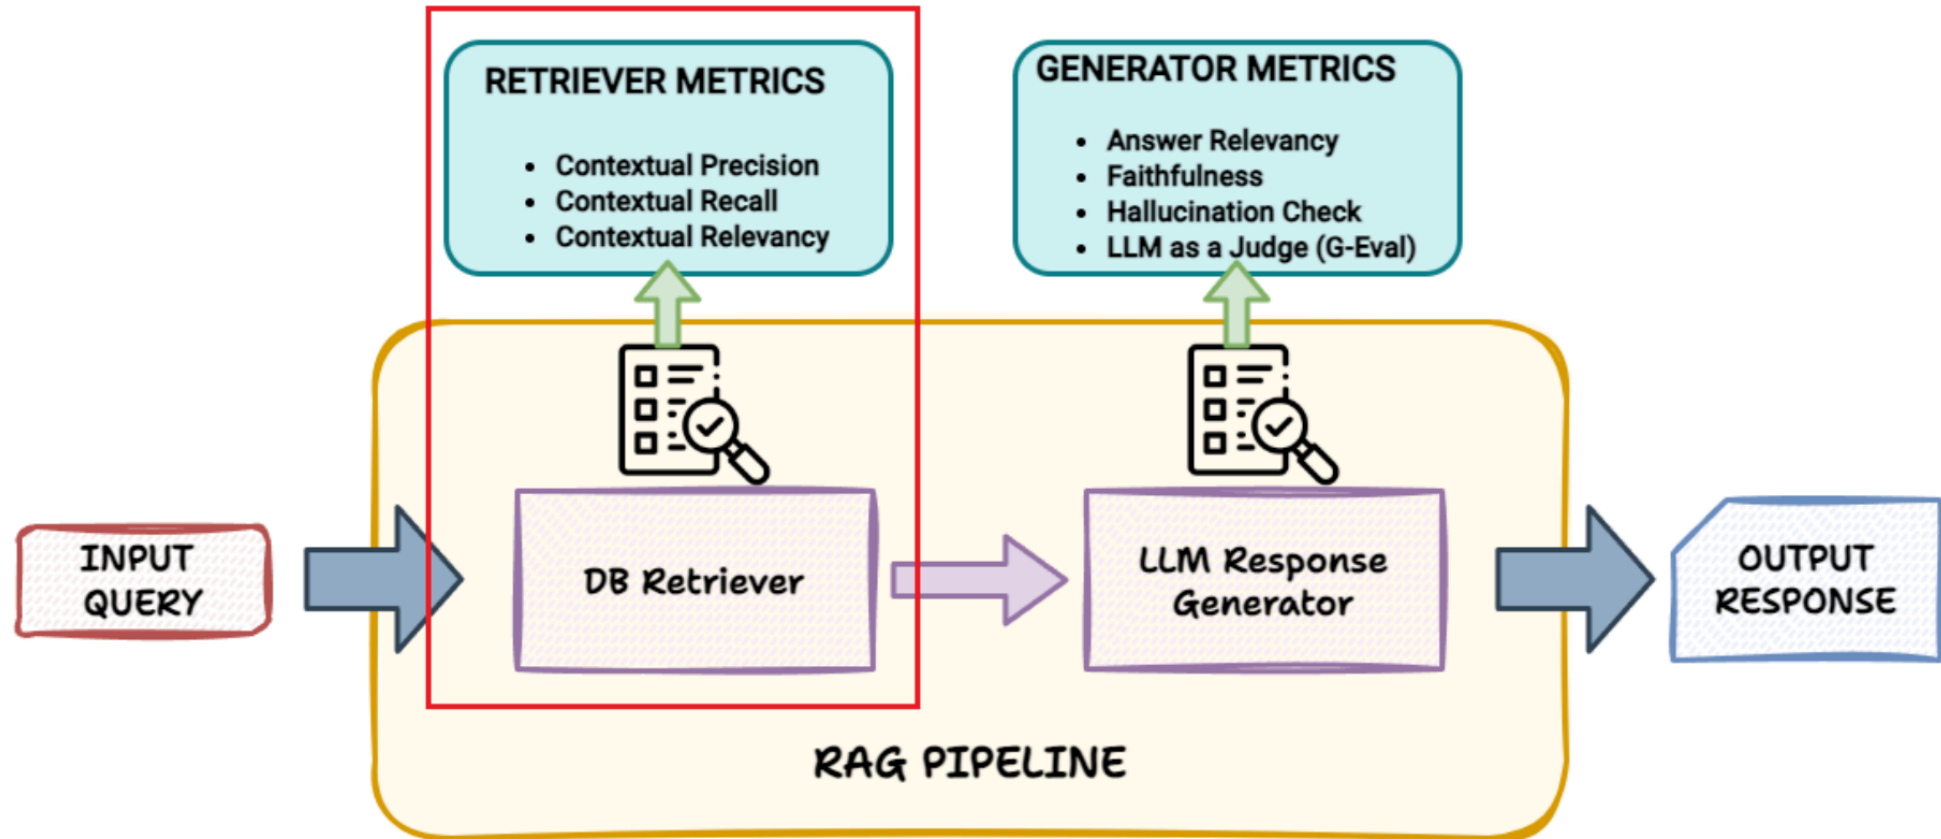 RETRIEVER METRICS
• Contextual Precision
• Contextual Recall
• Contextual Relevancy
GENERATOR METRICS
• Answer Relevancy
• Faithfulness
• Hallucination Check
• LLM as a Judge (G-Eval)
INPUT
QUERY
DB Retriever
LLM Response
Generator
OUTPUT
RESPONSE
RAG PIPELINE